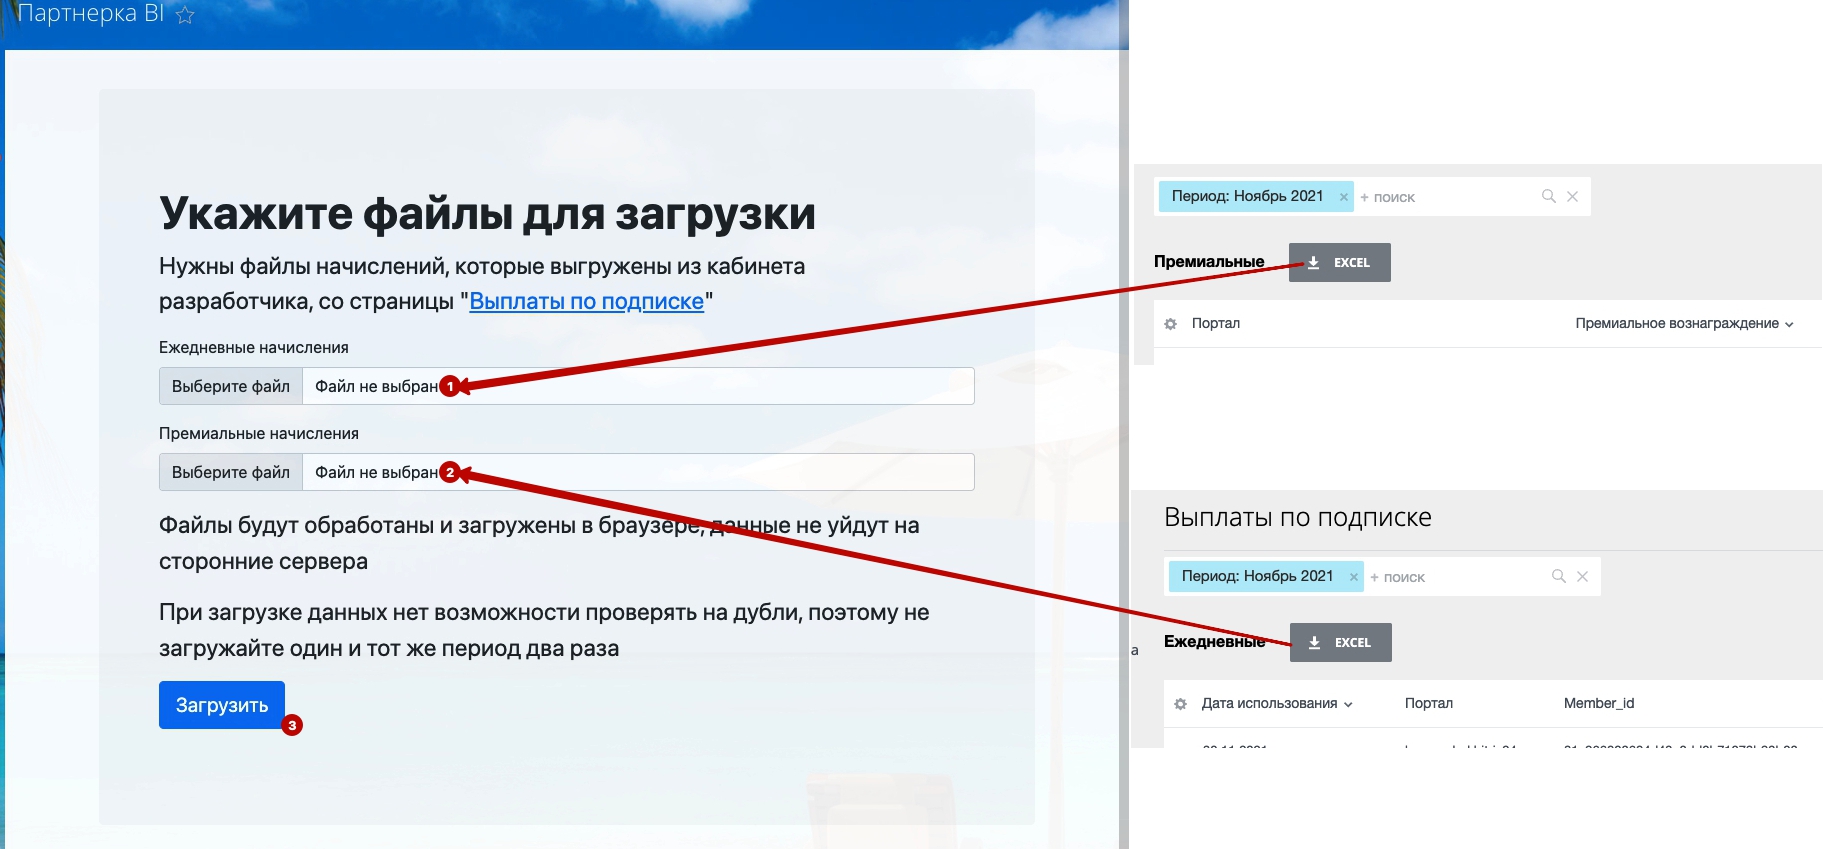 Партнерка BI
Укажите файлы для загрузки
Нужны файлы начислений, которые выгружены из кабинета
разработчика, со страницы "Выплаты по подписке"
Ежедневные начисления
Выберите файл Файл не выбран 1
Премиальные начисления
Выберите файл Файл не выбран 2
Файлы будут обработаны и загружены в браузере, данные не уйдут на
сторонние сервера
При загрузке данных нет возможности проверять на дубли, поэтому не
загружайте один и тот же период два раза
Загрузить
3
Период: Ноябрь 2021 × + поиск
Премиальные EXCEL
Портал Премиальное вознаграждение
Выплаты по подписке
Период: Ноябрь 2021 × + поиск
а
Ежедневные EXCEL
Дата использования Портал Member_id